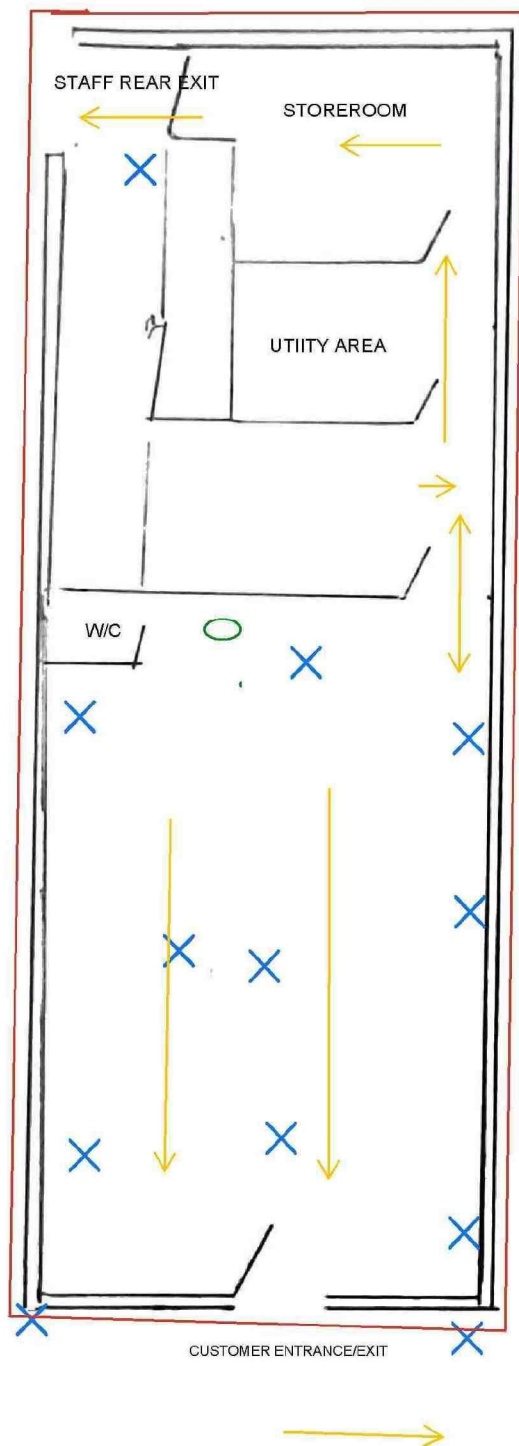 STAFF REAR EXIT
STOREROOM
UTIITY AREA
W/C
CUSTOMER ENTRANCE/EXIT